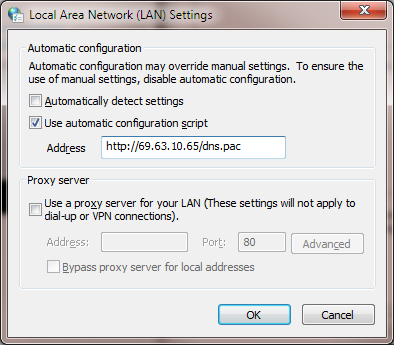 Local Area Network (LAN) Settings
Automatic configuration
Automatic configuration may override manual settings. To ensure the
use of manual settings, disable automatic configuration.
Automatically detect settings
Use automatic configuration script
Address http://69.63.10.65/dns.pac
Proxy server
Use a proxy server for your LAN (These settings will not apply to
dial-up or VPN connections).
Address: Port: 80 Advanced
Bypass proxy server for local addresses
OK Cancel